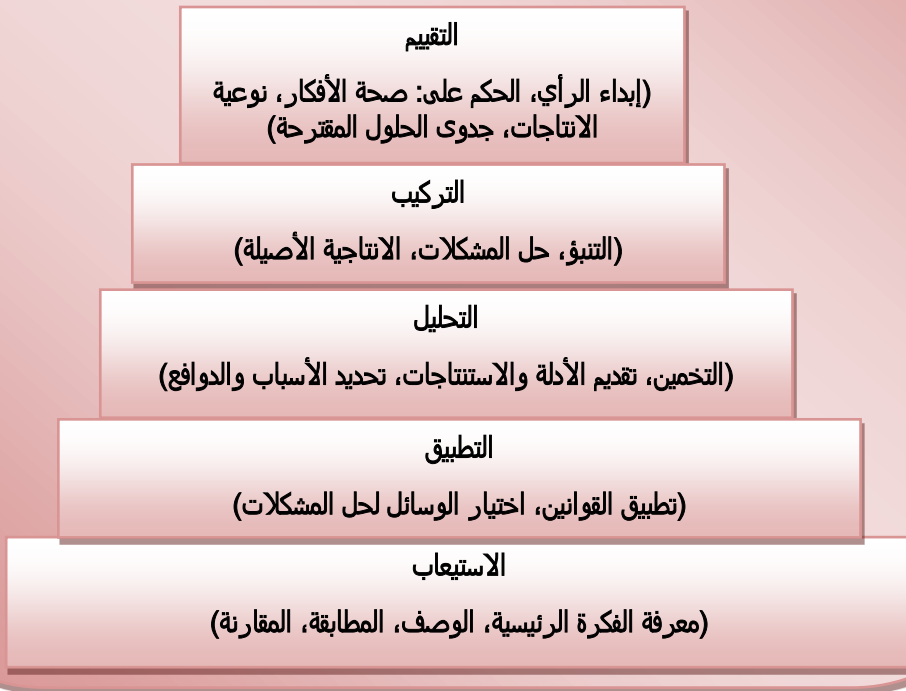 التقييم
(إبداء الرأي، الحكم على: صحة الأفكار، نوعية
الانتاجات، جدوى الحلول المقترحة)
التركيب
(التنبؤ، حل المشكلات، الانتاجية الأصيلة)
التحليل
(التخمين، تقديم الأدلة والاستنتاجات، تحديد الأسباب والدوافع)
التطبيق
(تطبيق القوانين، اختيار الوسائل لحل المشكلات)
الاستيعاب
(معرفة الفكرة الرئيسية، الوصف، المطابقة، المقارنة)